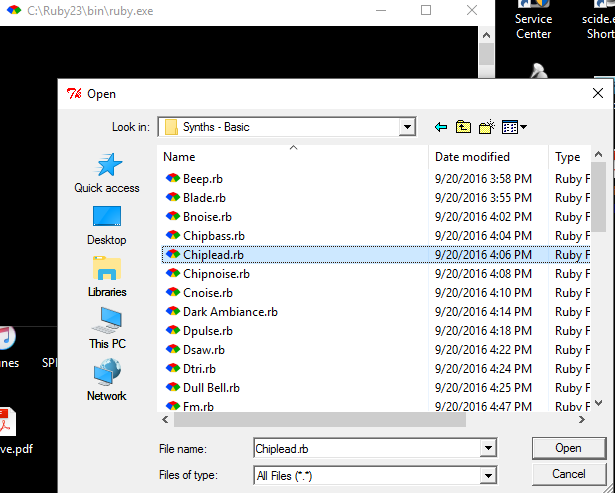 C:\Ruby23\bin\ruby.exe
Service Center
scide.e Short
Open
Look in: Synths - Basic
Name Date modified Type
Quick access
Desktop
Libraries
This PC
Network
Beep.rb 9/20/2016 3:58 PM Ruby F
Blade.rb 9/20/2016 3:55 PM Ruby F
Bnoise.rb 9/20/2016 4:02 PM Ruby F
Chipbass.rb 9/20/2016 4:04 PM Ruby F
Chiplead.rb 9/20/2016 4:06 PM Ruby F
Chipnoise.rb 9/20/2016 4:08 PM Ruby F
Cnoise.rb 9/20/2016 4:10 PM Ruby F
Dark Ambiance.rb 9/20/2016 4:14 PM Ruby F
Dpulse.rb 9/20/2016 4:18 PM Ruby F
Dsaw.rb 9/20/2016 4:22 PM Ruby F
Dtri.rb 9/20/2016 4:24 PM Ruby F
Dull Bell.rb 9/20/2016 4:25 PM Ruby F
Fm.rb 9/20/2016 4:47 PM Ruby F
unes SPI
ve.pdf
File name: Chiplead.rb Open
Files of type: All Files (*.*) Cancel